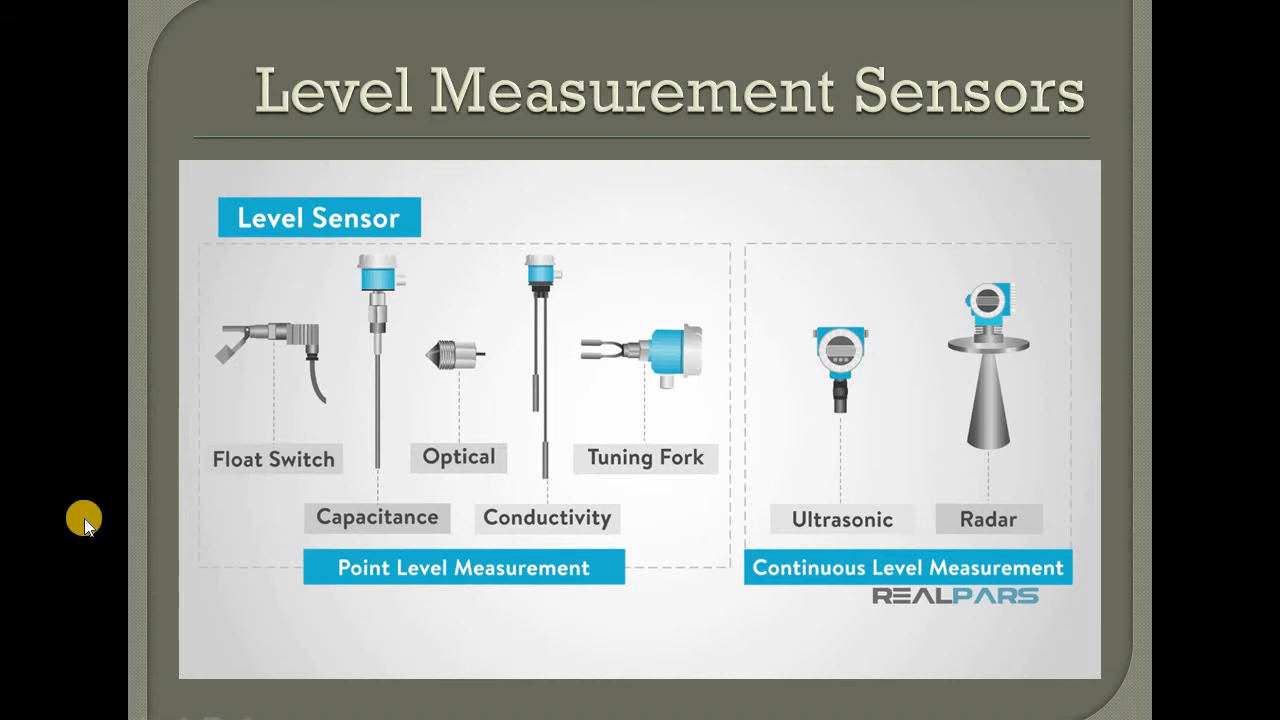 Level Measurement Sensors
Level Sensor
Float Switch
Capacitance
Optical
Conductivity
Tuning Fork
Point Level Measurement
Ultrasonic
Radar
Continuous Level Measurement
REALPARS